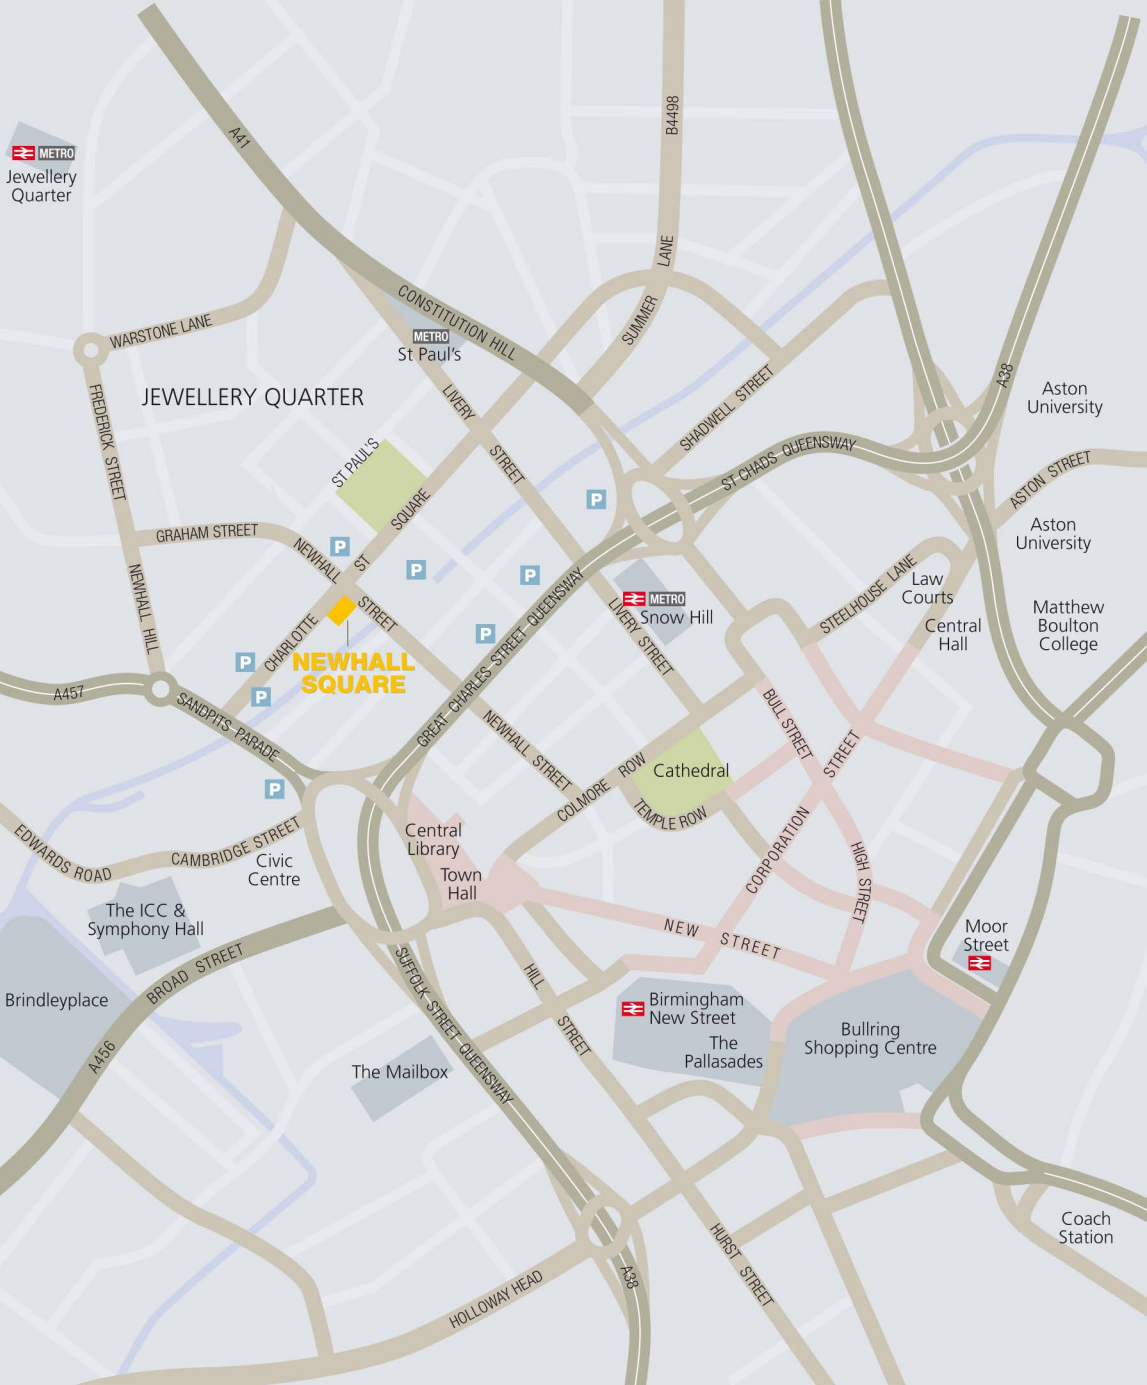 A41
B4498
METRO
Jewellery
Quarter
LANE
CONSTITUTION HILL
SUMMER
WARSTONE LANE
METRO
St Paul's
A38
JEWELLERY QUARTER
FREDERICK STREET
LIVERY
STREET
SHADWELL STREET
Aston
University
ST PAUL'S
SQUARE
ST CHADS QUEENSWAY
ASTON STREET
P
GRAHAM STREET
NEWHALL
ST
STREET
P
P
P
Aston
University
NEWHALL HILL
CHARLOTTE
NEWHALL
SQUARE
P
P
P
GREAT CHARLES STREET QUEENSWAY
METRO
Snow Hill
LIVERY STREET
STEELHOUSE LANE
Law
Courts
Central
Hall
Matthew
Boulton
College
A457
SANDPITS PARADE
NEWHALL STREET
BULL STREET
COLMORE ROW
Cathedral
TEMPLE ROW
CORPORATION
STREET
P
EDWARDS ROAD
CAMBRIDGE STREET
Civic
Centre
Central
Library
Town
Hall
HIGH STREET
The ICC &
Symphony Hall
NEW STREET
Moor
Street
BROAD STREET
Brindleyplace
A456
SUFFOLK STREET QUEENSWAY
HILL
STREET
Birmingham
New Street
The
Pallasades
Bullring
Shopping Centre
The Mailbox
HURST STREET
Coach
Station
HOLLOWAY HEAD
A38